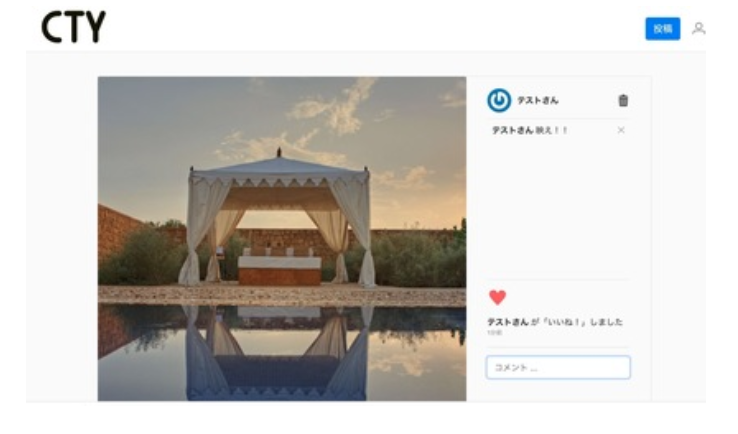 CTY
投稿
テストさん
テストさん 映え！！
テストさん が「いいね！」しました
コメント ...